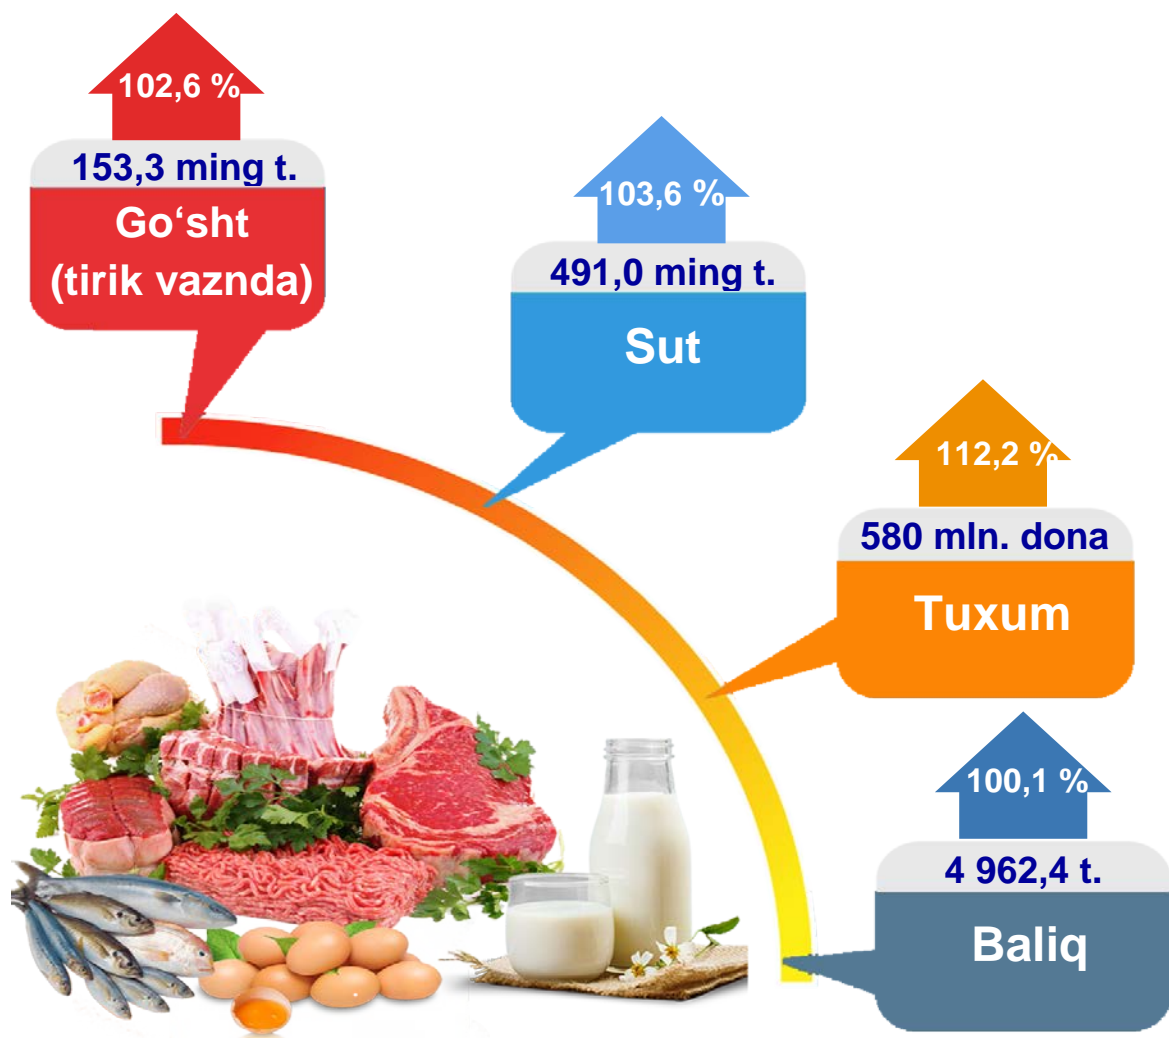 102,6 %
153,3 ming t.
Go‘sht
(tirik vaznda)
103,6 %
491,0 ming t.
Sut
112,2 %
580 mln. dona
Tuxum
100,1 %
4 962,4 t.
Baliq